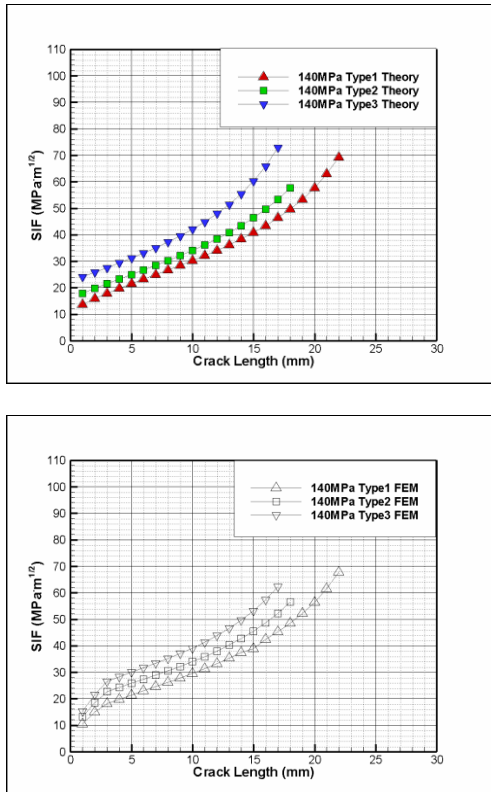 110
100
90
80
70
60
50
40
30
20
10
0
SIF (MPa·m1/2)
140MPa Type1 Theory
140MPa Type2 Theory
140MPa Type3 Theory
0 5 10 15 20 25 30
Crack Length (mm)
110
100
90
80
70
60
50
40
30
20
10
0
SIF (MPa·m1/2)
140MPa Type1 FEM
140MPa Type2 FEM
140MPa Type3 FEM
0 5 10 15 20 25 30
Crack Length (mm)